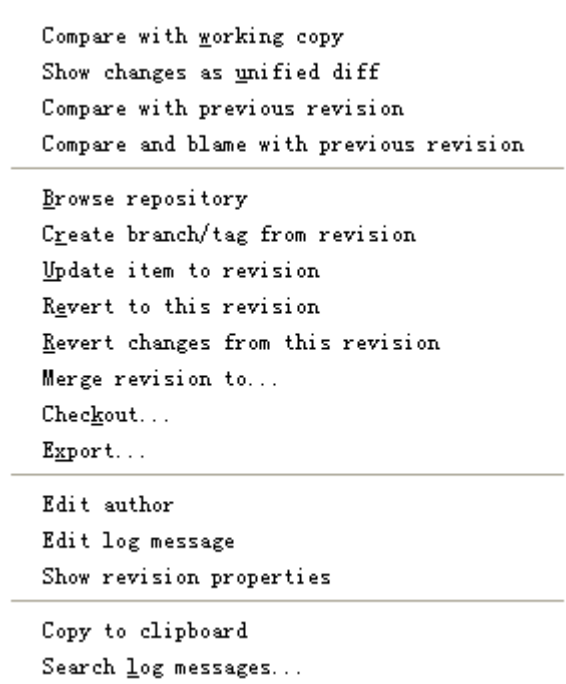 Compare with working copy
Show changes as unified diff
Compare with previous revision
Compare and blame with previous revision
Browse repository
Create branch/tag from revision
Update item to revision
Revert to this revision
Revert changes from this revision
Merge revision to...
Checkout...
Export...
Edit author
Edit log message
Show revision properties
Copy to clipboard
Search log messages...